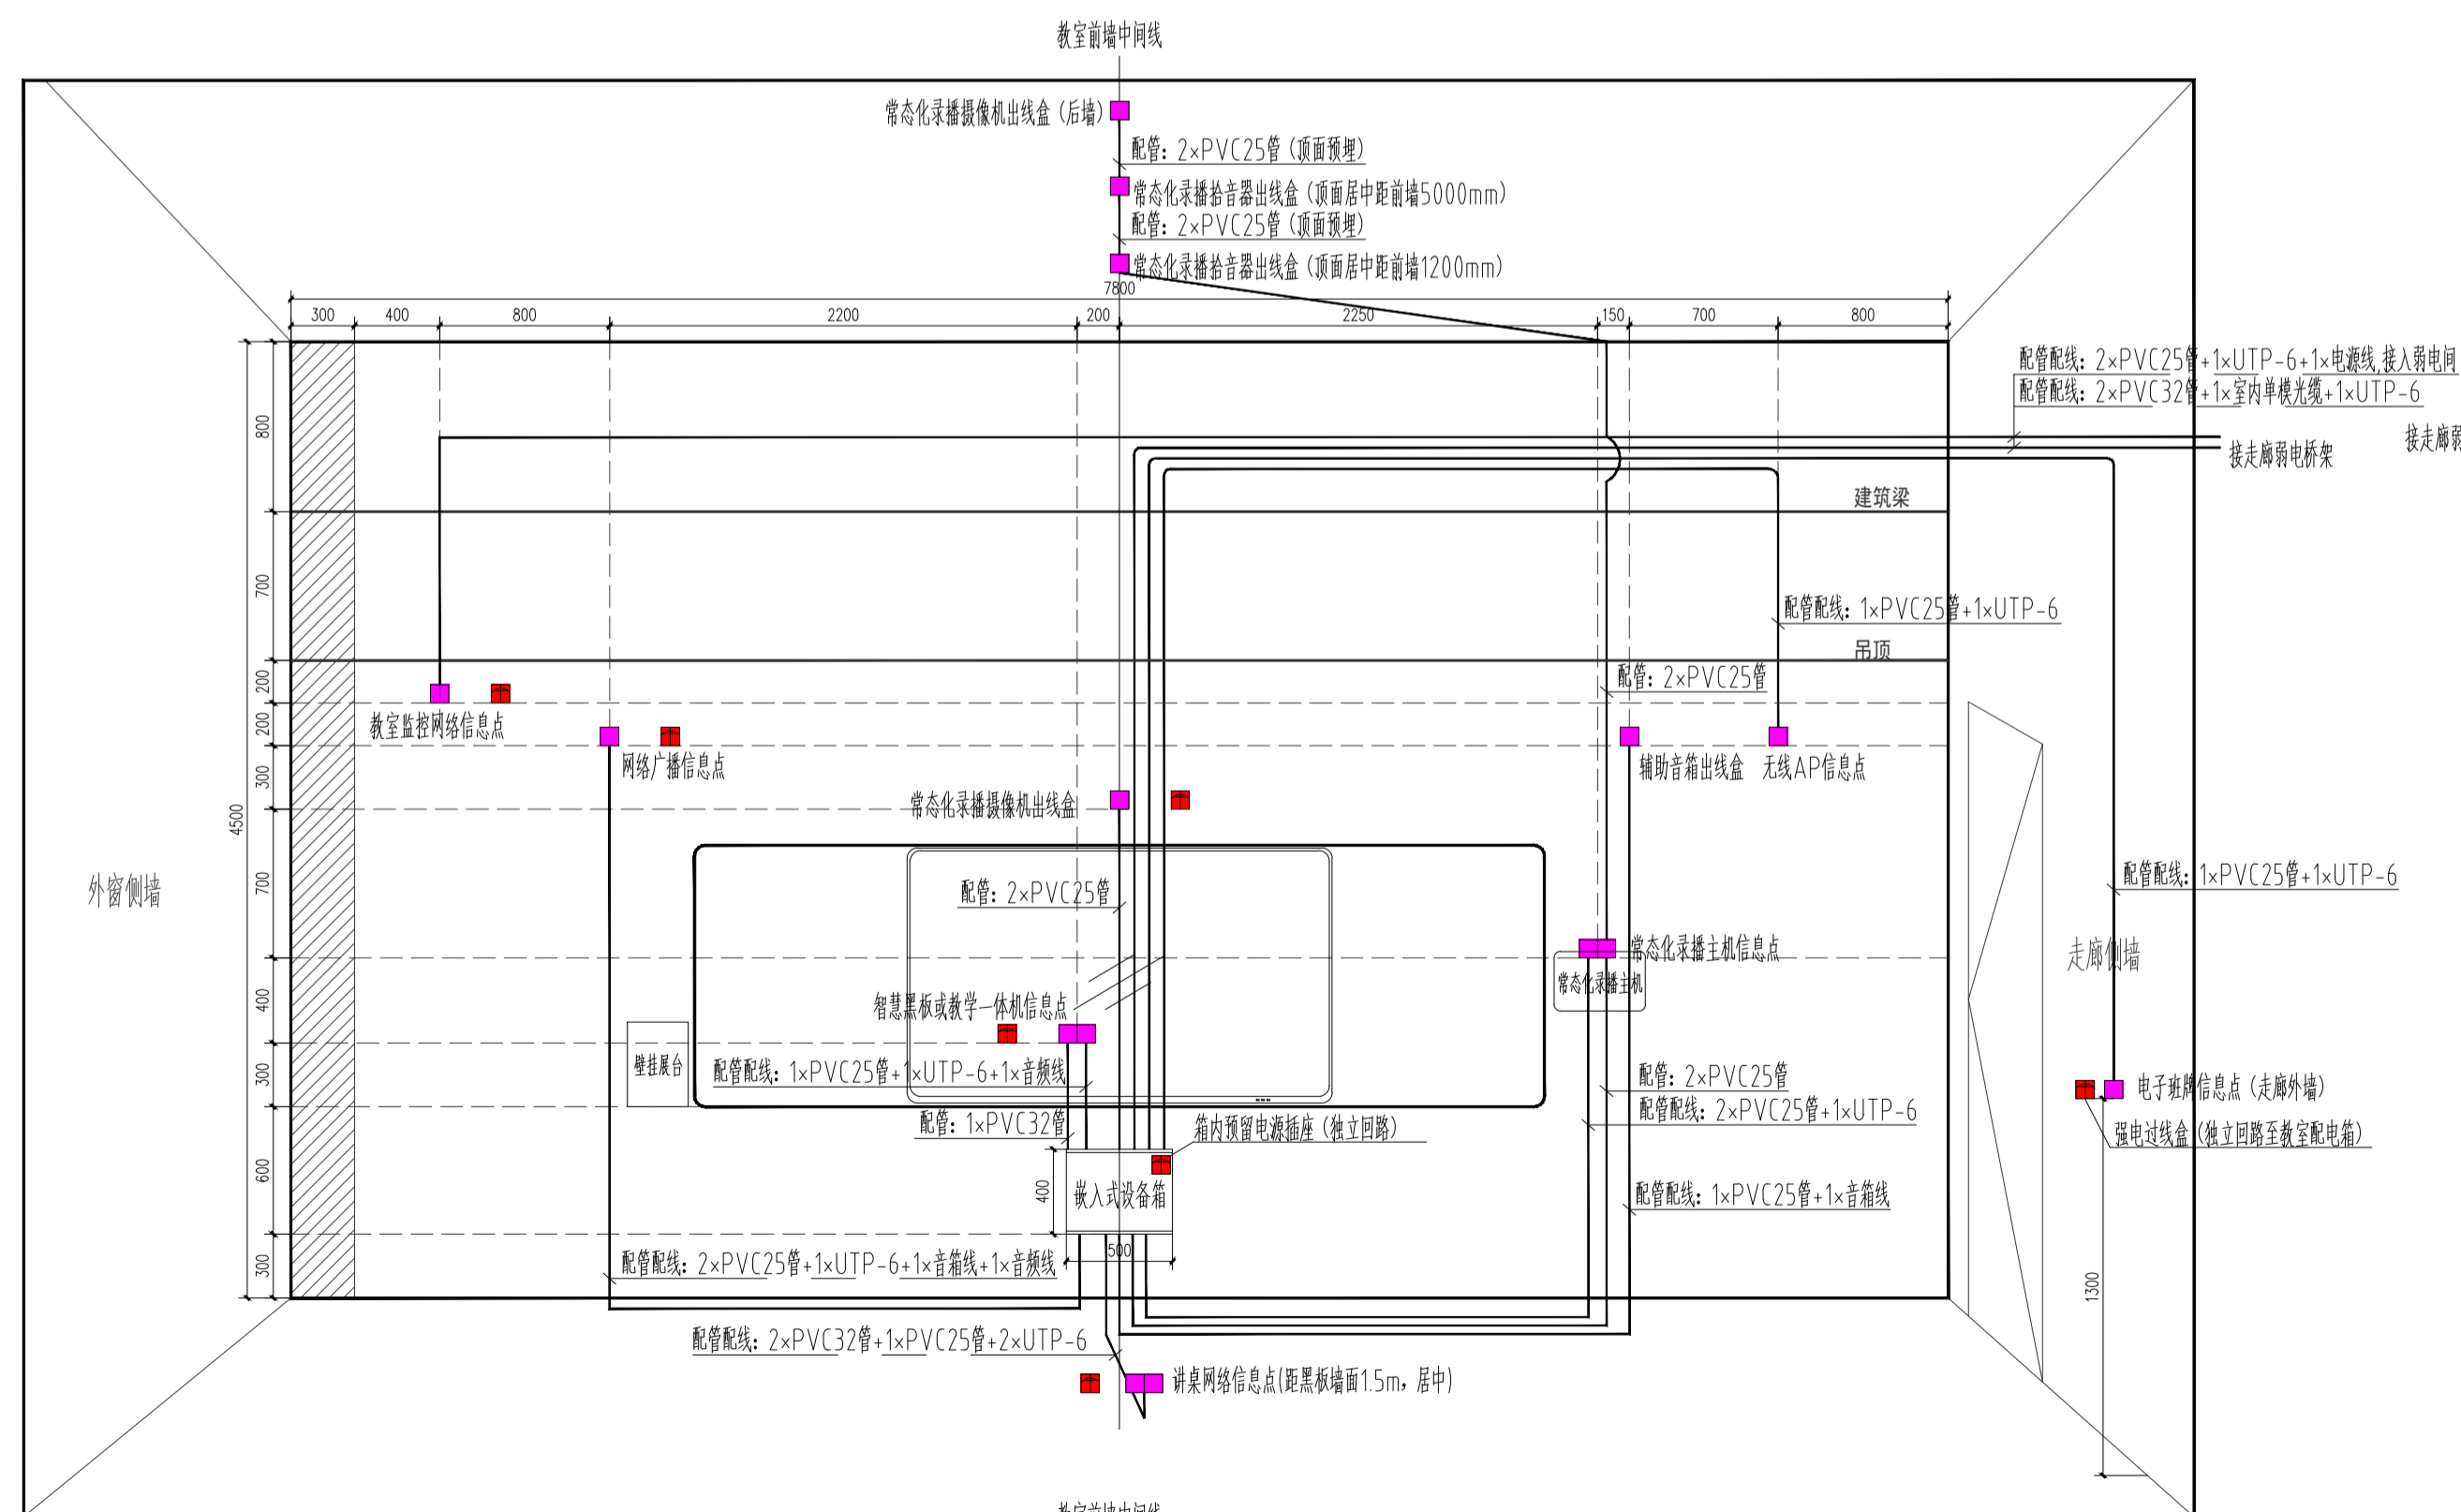 教室前墙中间线
常态化录播摄像机出线盒（后墙）
配管：2×PVC25管（顶面预埋）
常态化录播拾音器出线盒（顶面居中距前墙5000mm）
配管：2×PVC25管（顶面预埋）
常态化录播拾音器出线盒（顶面居中距前墙1200mm）
7800
300 400 800 2200 200 2250 150 700 800
配管配线：2×PVC25管+1×UTP-6+1×电源线,接入弱电间
配管配线：2×PVC32管+1×室内单模光缆+1×UTP-6
800
接走廊弱
接走廊弱电桥架
建筑梁
700
配管配线：1×PVC25管+1×UTP-6
吊顶
200
配管：2×PVC25管
200
教室监控网络信息点
网络广播信息点
辅助音箱出线盒 无线AP信息点
300
常态化录播摄像机出线盒
4500
外窗侧墙
700
配管：2×PVC25管
配管配线：1×PVC25管+1×UTP-6
常态化录播主机信息点
走廊侧墙
常态化录播主机
400
智慧黑板或教学一体机信息点
壁挂展台
300
配管配线：1×PVC25管+1×UTP-6+1×音频线
配管：2×PVC25管
电子班牌信息点（走廊外墙）
配管配线：2×PVC25管+1×UTP-6
配管：1×PVC32管
箱内预留电源插座（独立回路）
强电过线盒（独立回路至教室配电箱）
600
400
嵌入式设备箱
配管配线：1×PVC25管+1×音箱线
500
300
配管配线：2×PVC25管+1×UTP-6+1×音箱线+1×音频线
1300
配管配线：2×PVC32管+1×PVC25管+2×UTP-6
讲桌网络信息点(距黑板墙面1.5m，居中)
教室前墙中间线